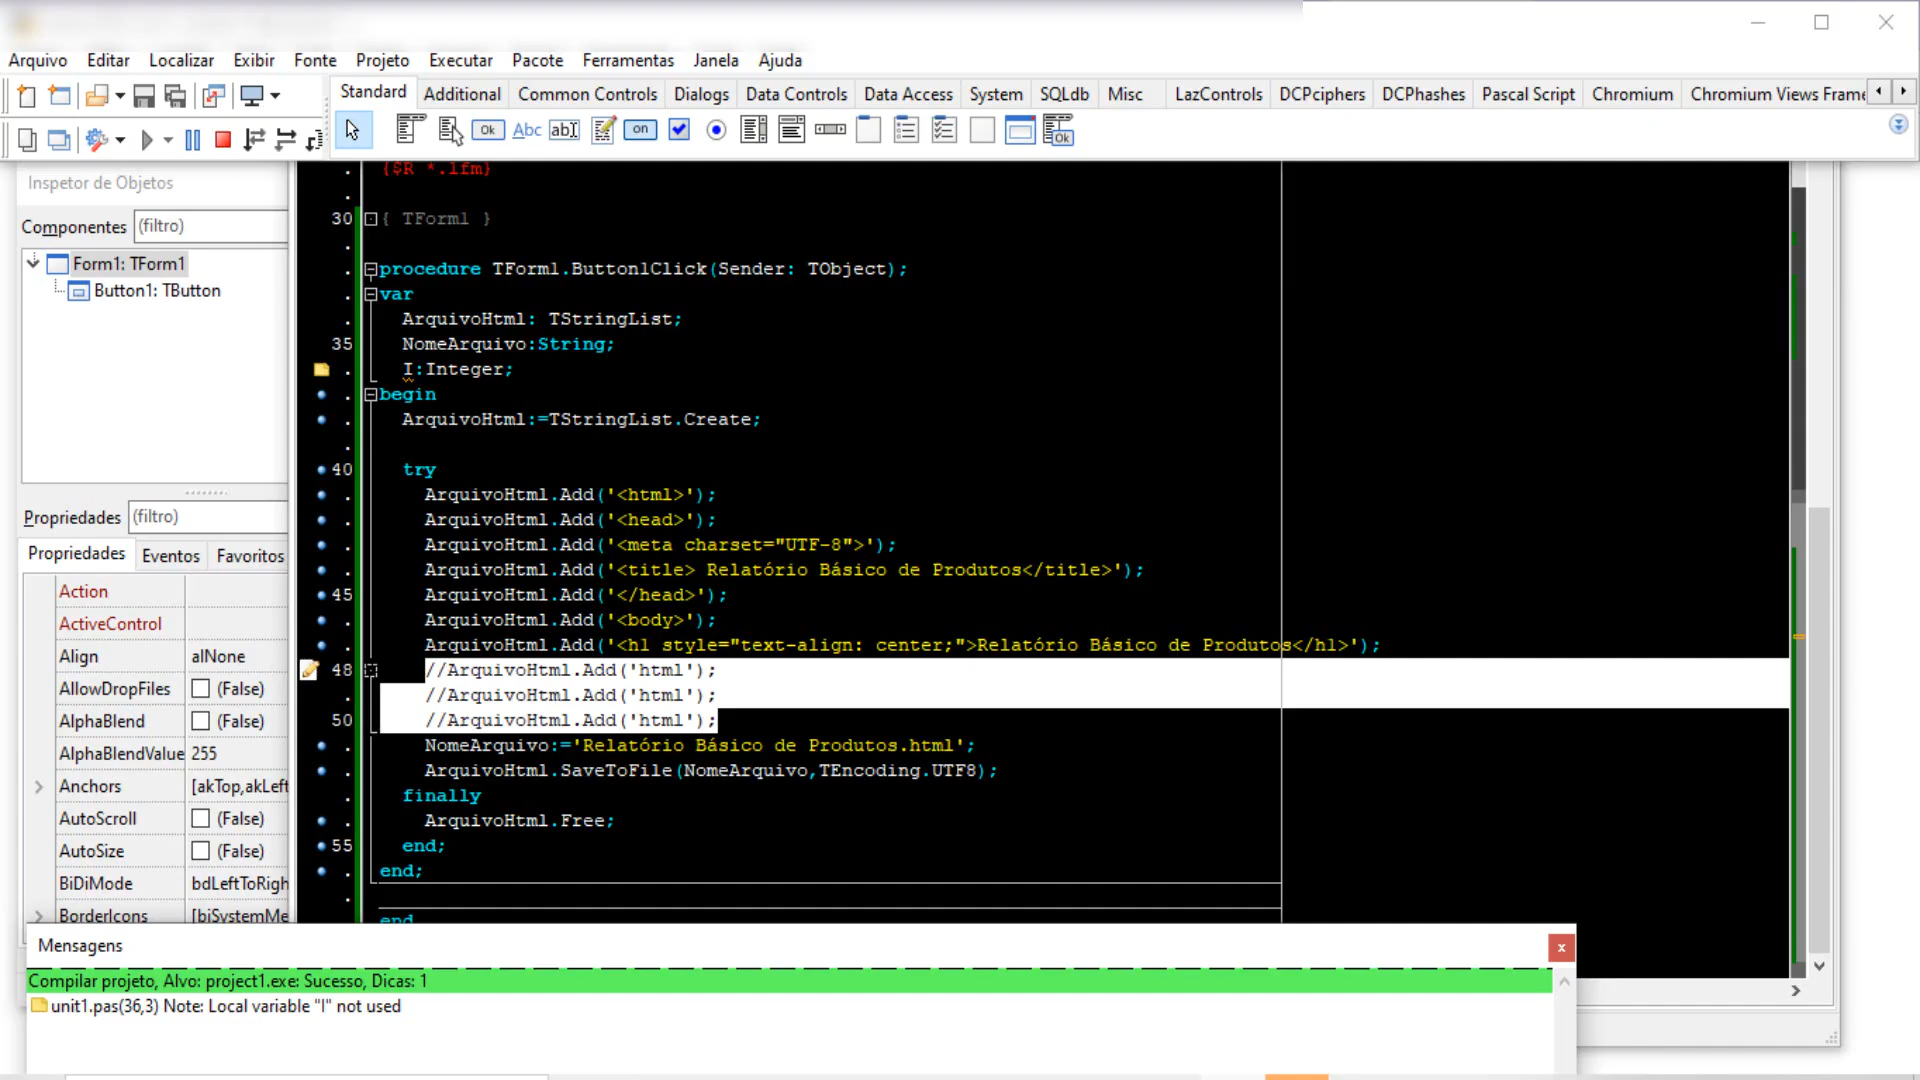 Arquivo Editar Localizar Exibir Fonte Projeto Executar Pacote Ferramentas Janela Ajuda
Standard Additional Common Controls Dialogs Data Controls Data Access System SQLdb Misc LazControls DCPciphers DCPhashes Pascal Script Chromium Chromium Views Frame
Ok Abc abI on Ok
Inspetor de Objetos
Componentes (filtro)
Form1: TForm1
Button1: TButton
Propriedades (filtro)
Propriedades Eventos Favoritos
Action
ActiveControl
Align alNone
AllowDropFiles (False)
AlphaBlend (False)
AlphaBlendValue 255
Anchors [akTop,akLeft
AutoScroll (False)
AutoSize (False)
BiDiMode bdLeftToRigh
BorderIcons [biSystemMe
{$R *.lfm}
30 { TForm1 }
procedure TForm1.Button1Click(Sender: TObject);
var
ArquivoHtml: TStringList;
35 NomeArquivo:String;
I:Integer;
begin
ArquivoHtml:=TStringList.Create;
40 try
ArquivoHtml.Add('<html>');
ArquivoHtml.Add('<head>');
ArquivoHtml.Add('<meta charset="UTF-8">');
ArquivoHtml.Add('<title> Relatório Básico de Produtos</title>');
45 ArquivoHtml.Add('</head>');
ArquivoHtml.Add('<body>');
ArquivoHtml.Add('<h1 style="text-align: center;">Relatório Básico de Produtos</h1>');
48 //ArquivoHtml.Add('html');
//ArquivoHtml.Add('html');
50 //ArquivoHtml.Add('html');
NomeArquivo:='Relatório Básico de Produtos.html';
ArquivoHtml.SaveToFile(NomeArquivo,TEncoding.UTF8);
finally
ArquivoHtml.Free;
55 end;
end;
end
Mensagens
Compilar projeto, Alvo: project1.exe: Sucesso, Dicas: 1
unit1.pas(36,3) Note: Local variable "I" not used